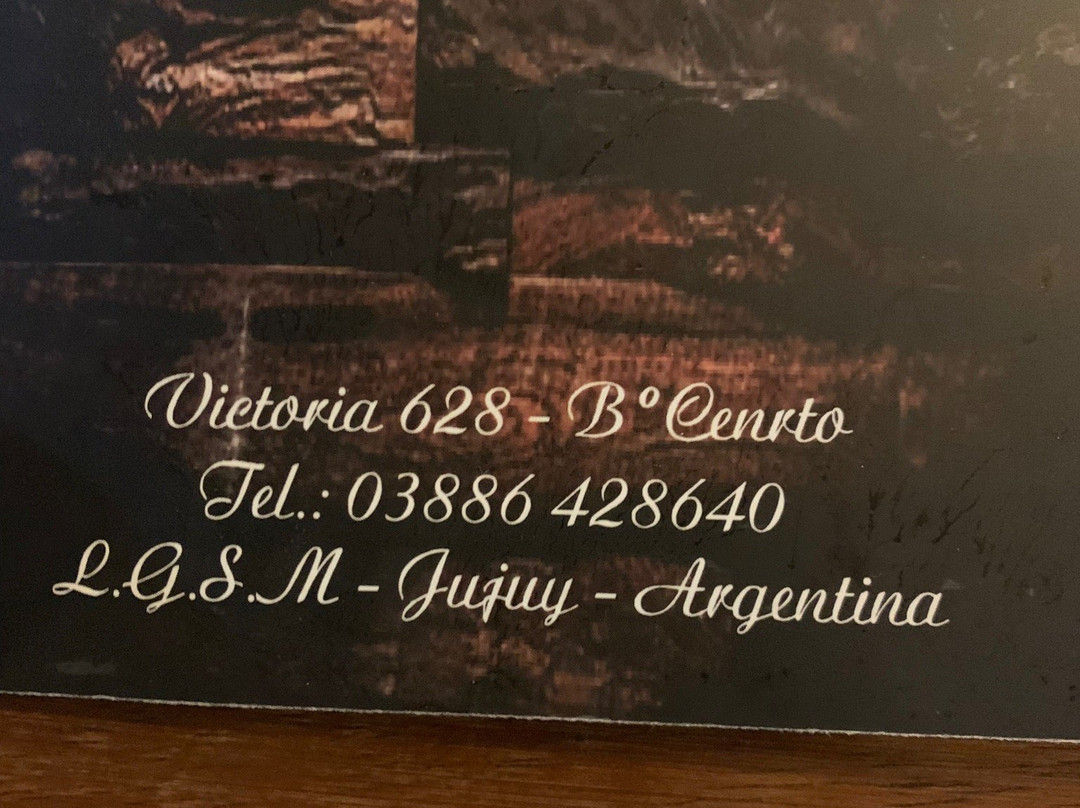 Victoria 628 - B° Cenrto
Tel.: 03886 428640
L.G.S.M - Jujuy - Argentina